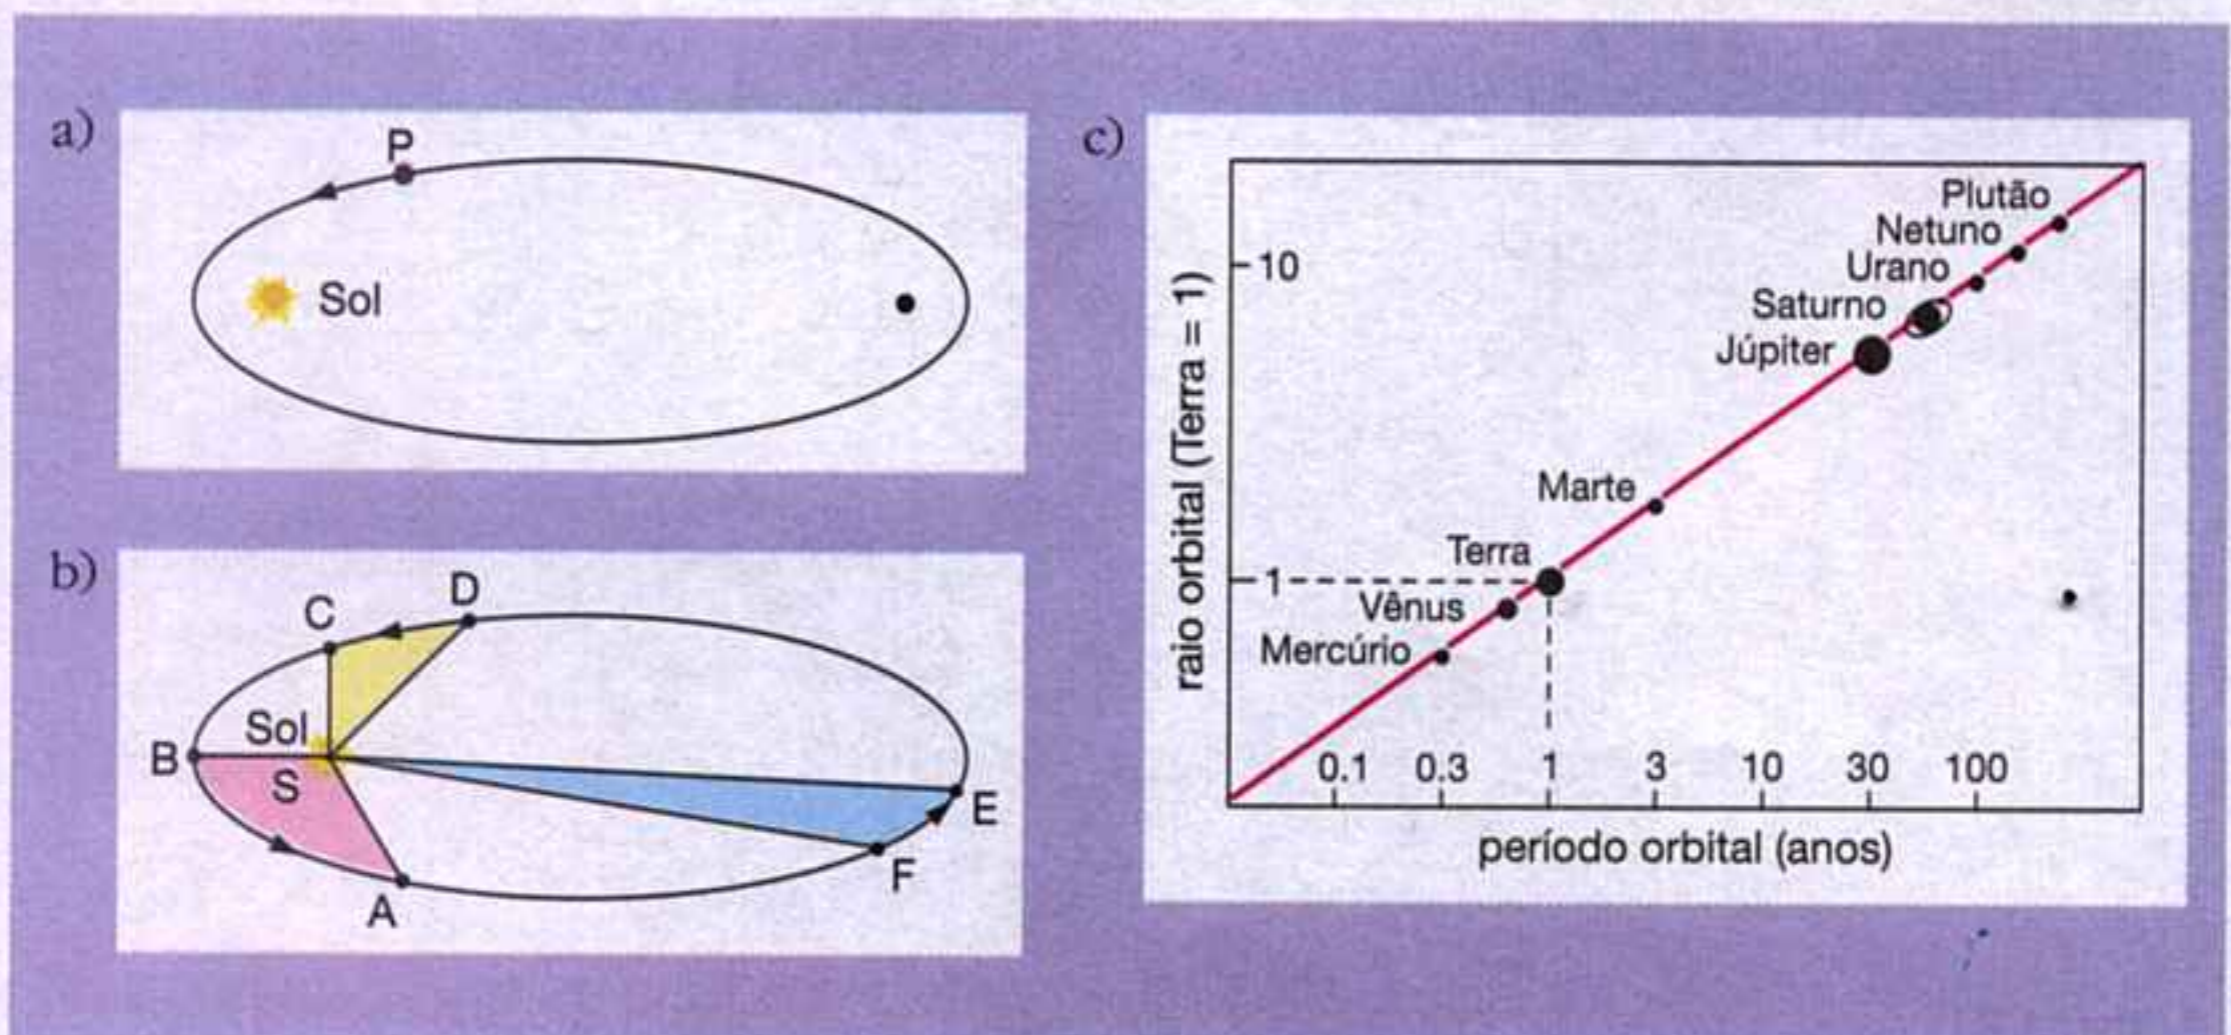 a)
P
Sol
b)
C
D
Sol
B
S
E
F
A
c)
raio orbital (Terra = 1)
10
1
Plutão
Netuno
Urano
Saturno
Júpiter
Marte
Terra
Vênus
Mercúrio
0.1 0.3 1 3 10 30 100
período orbital (anos)